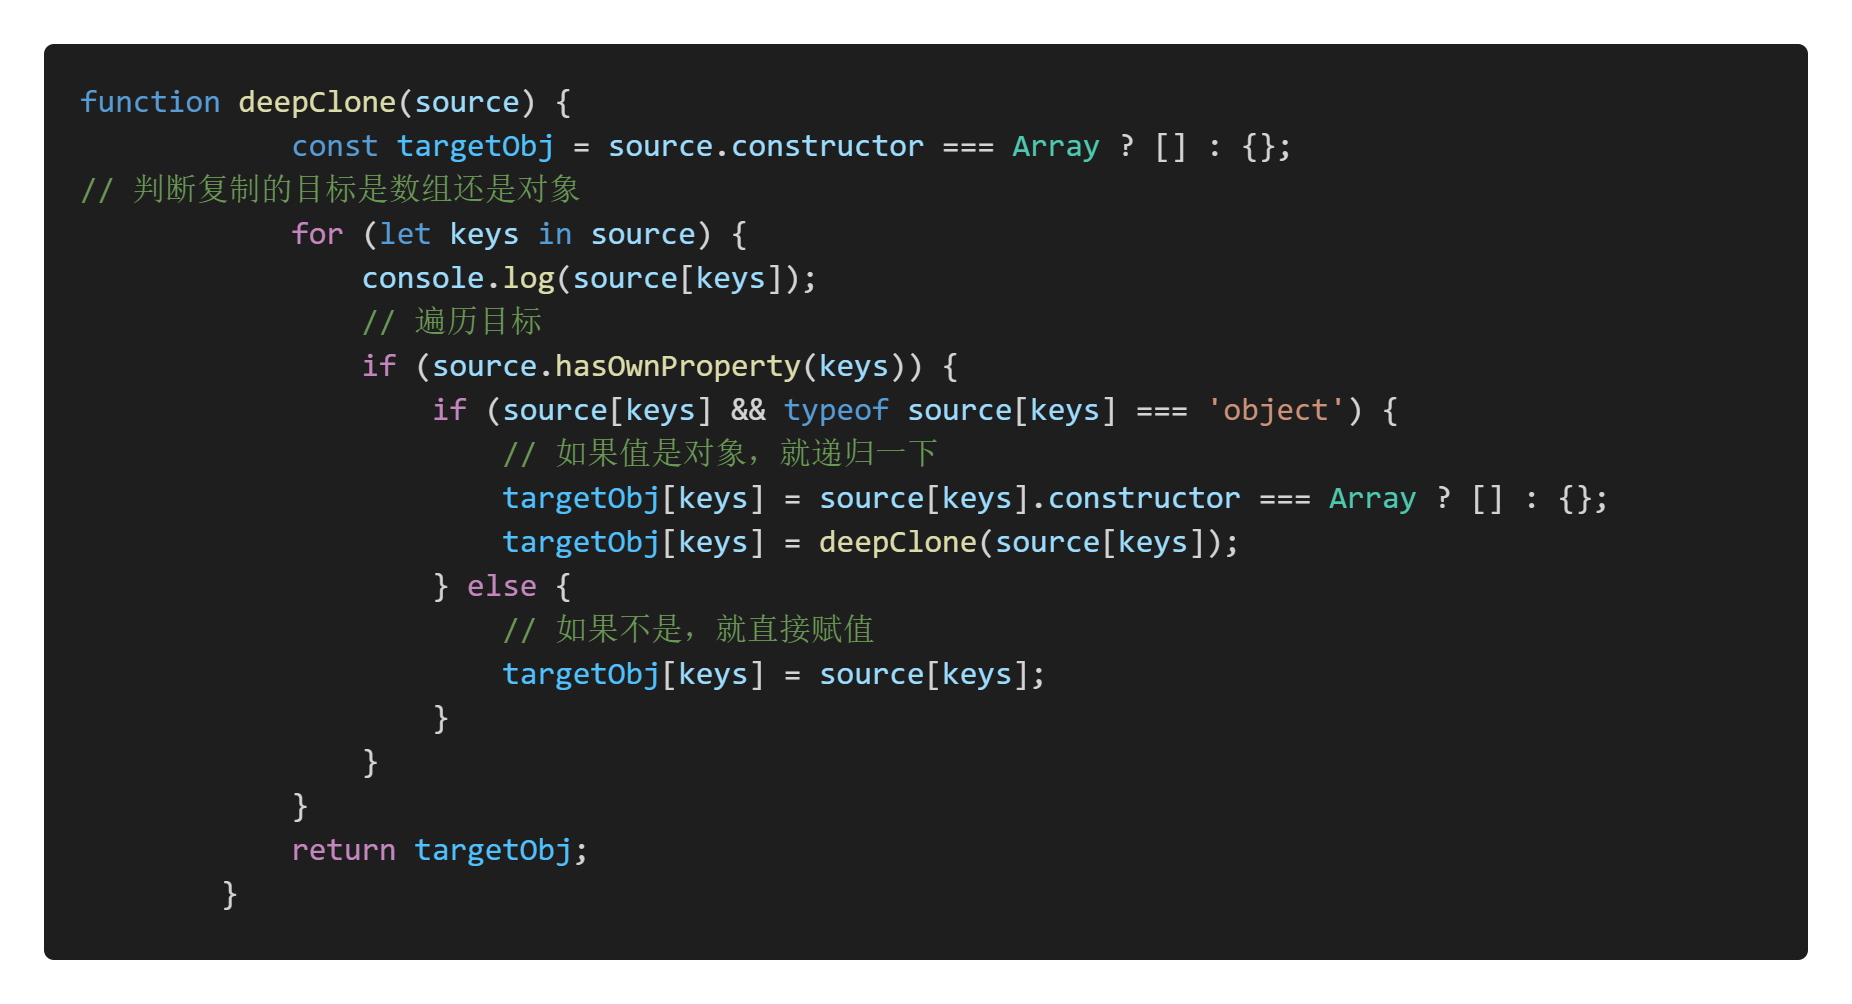 function deepClone(source) {
            const targetObj = source.constructor === Array ? [] : {};
// 判断复制的目标是数组还是对象
            for (let keys in source) {
                console.log(source[keys]);
                // 遍历目标
                if (source.hasOwnProperty(keys)) {
                    if (source[keys] && typeof source[keys] === 'object') {
                        // 如果值是对象，就递归一下
                        targetObj[keys] = source[keys].constructor === Array ? [] : {};
                        targetObj[keys] = deepClone(source[keys]);
                    } else {
                        // 如果不是，就直接赋值
                        targetObj[keys] = source[keys];
                    }
                }
            }
            return targetObj;
        }